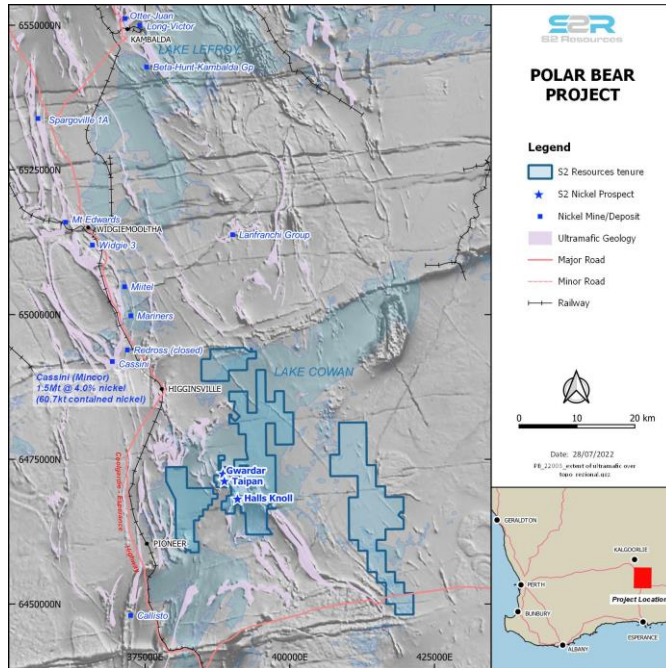 6550000N
6525000N
6500000N
6475000N
6450000N
375000E
400000E
425000E
Otter-Juan
Long-Victor
KAMBALDA
LAKE LEFROY
Beta-Hunt-Kambalda Gp
Spargoville 1A
Mt Edwards
WIDGIEMOOLTHA
Widgie 3
Lanfranchi Group
Miitel
Mariners
Redross (closed)
Cassini
LAKE COWAN
Cassini (Mincor)
1.5Mt @ 4.0% nickel
(60.7kt contained nickel)
HIGGINSVILLE
Gwardar
Taipan
Halls Knoll
Coolgardie - Esperance
Highway
PIONEER
Callisto
S2R
S2 Resources
POLAR BEAR
PROJECT
Legend
S2 Resources tenure
S2 Nickel Prospect
Nickel Mine/Deposit
Ultramafic Geology
Major Road
Minor Road
Railway
0 10 20 km
Date: 28/07/2022
GERALDTON
KALGOORLIE
PERTH
Project Location
BUNBURY
ESPERANCE
ALBANY